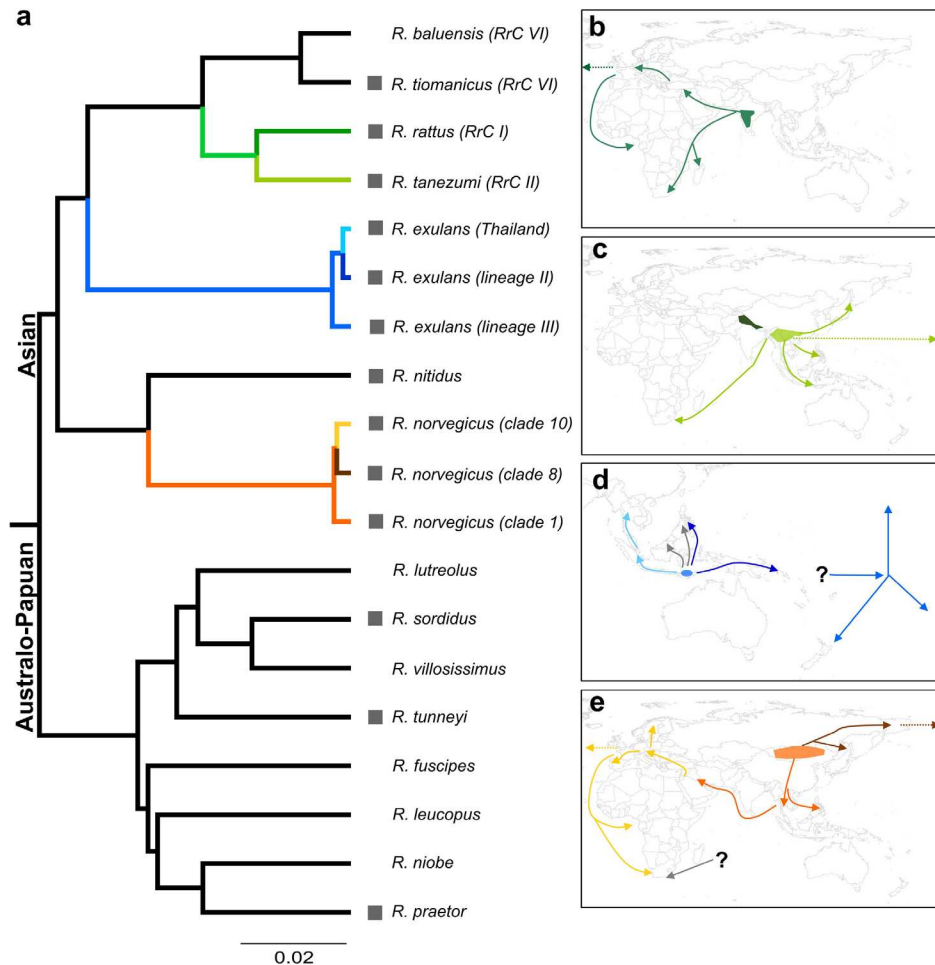 a
R. baluensis (RrC VI)
R. tiomanicus (RrC VI)
R. rattus (RrC I)
R. tanezumi (RrC II)
R. exulans (Thailand)
R. exulans (lineage II)
R. exulans (lineage III)
R. nitidus
R. norvegicus (clade 10)
R. norvegicus (clade 8)
R. norvegicus (clade 1)
R. lutreolus
R. sordidus
R. villosissimus
R. tunneyi
R. fuscipes
R. leucopus
R. niobe
R. praetor
Asian
Australo-Papuan
0.02
b
c
d
?
e
?